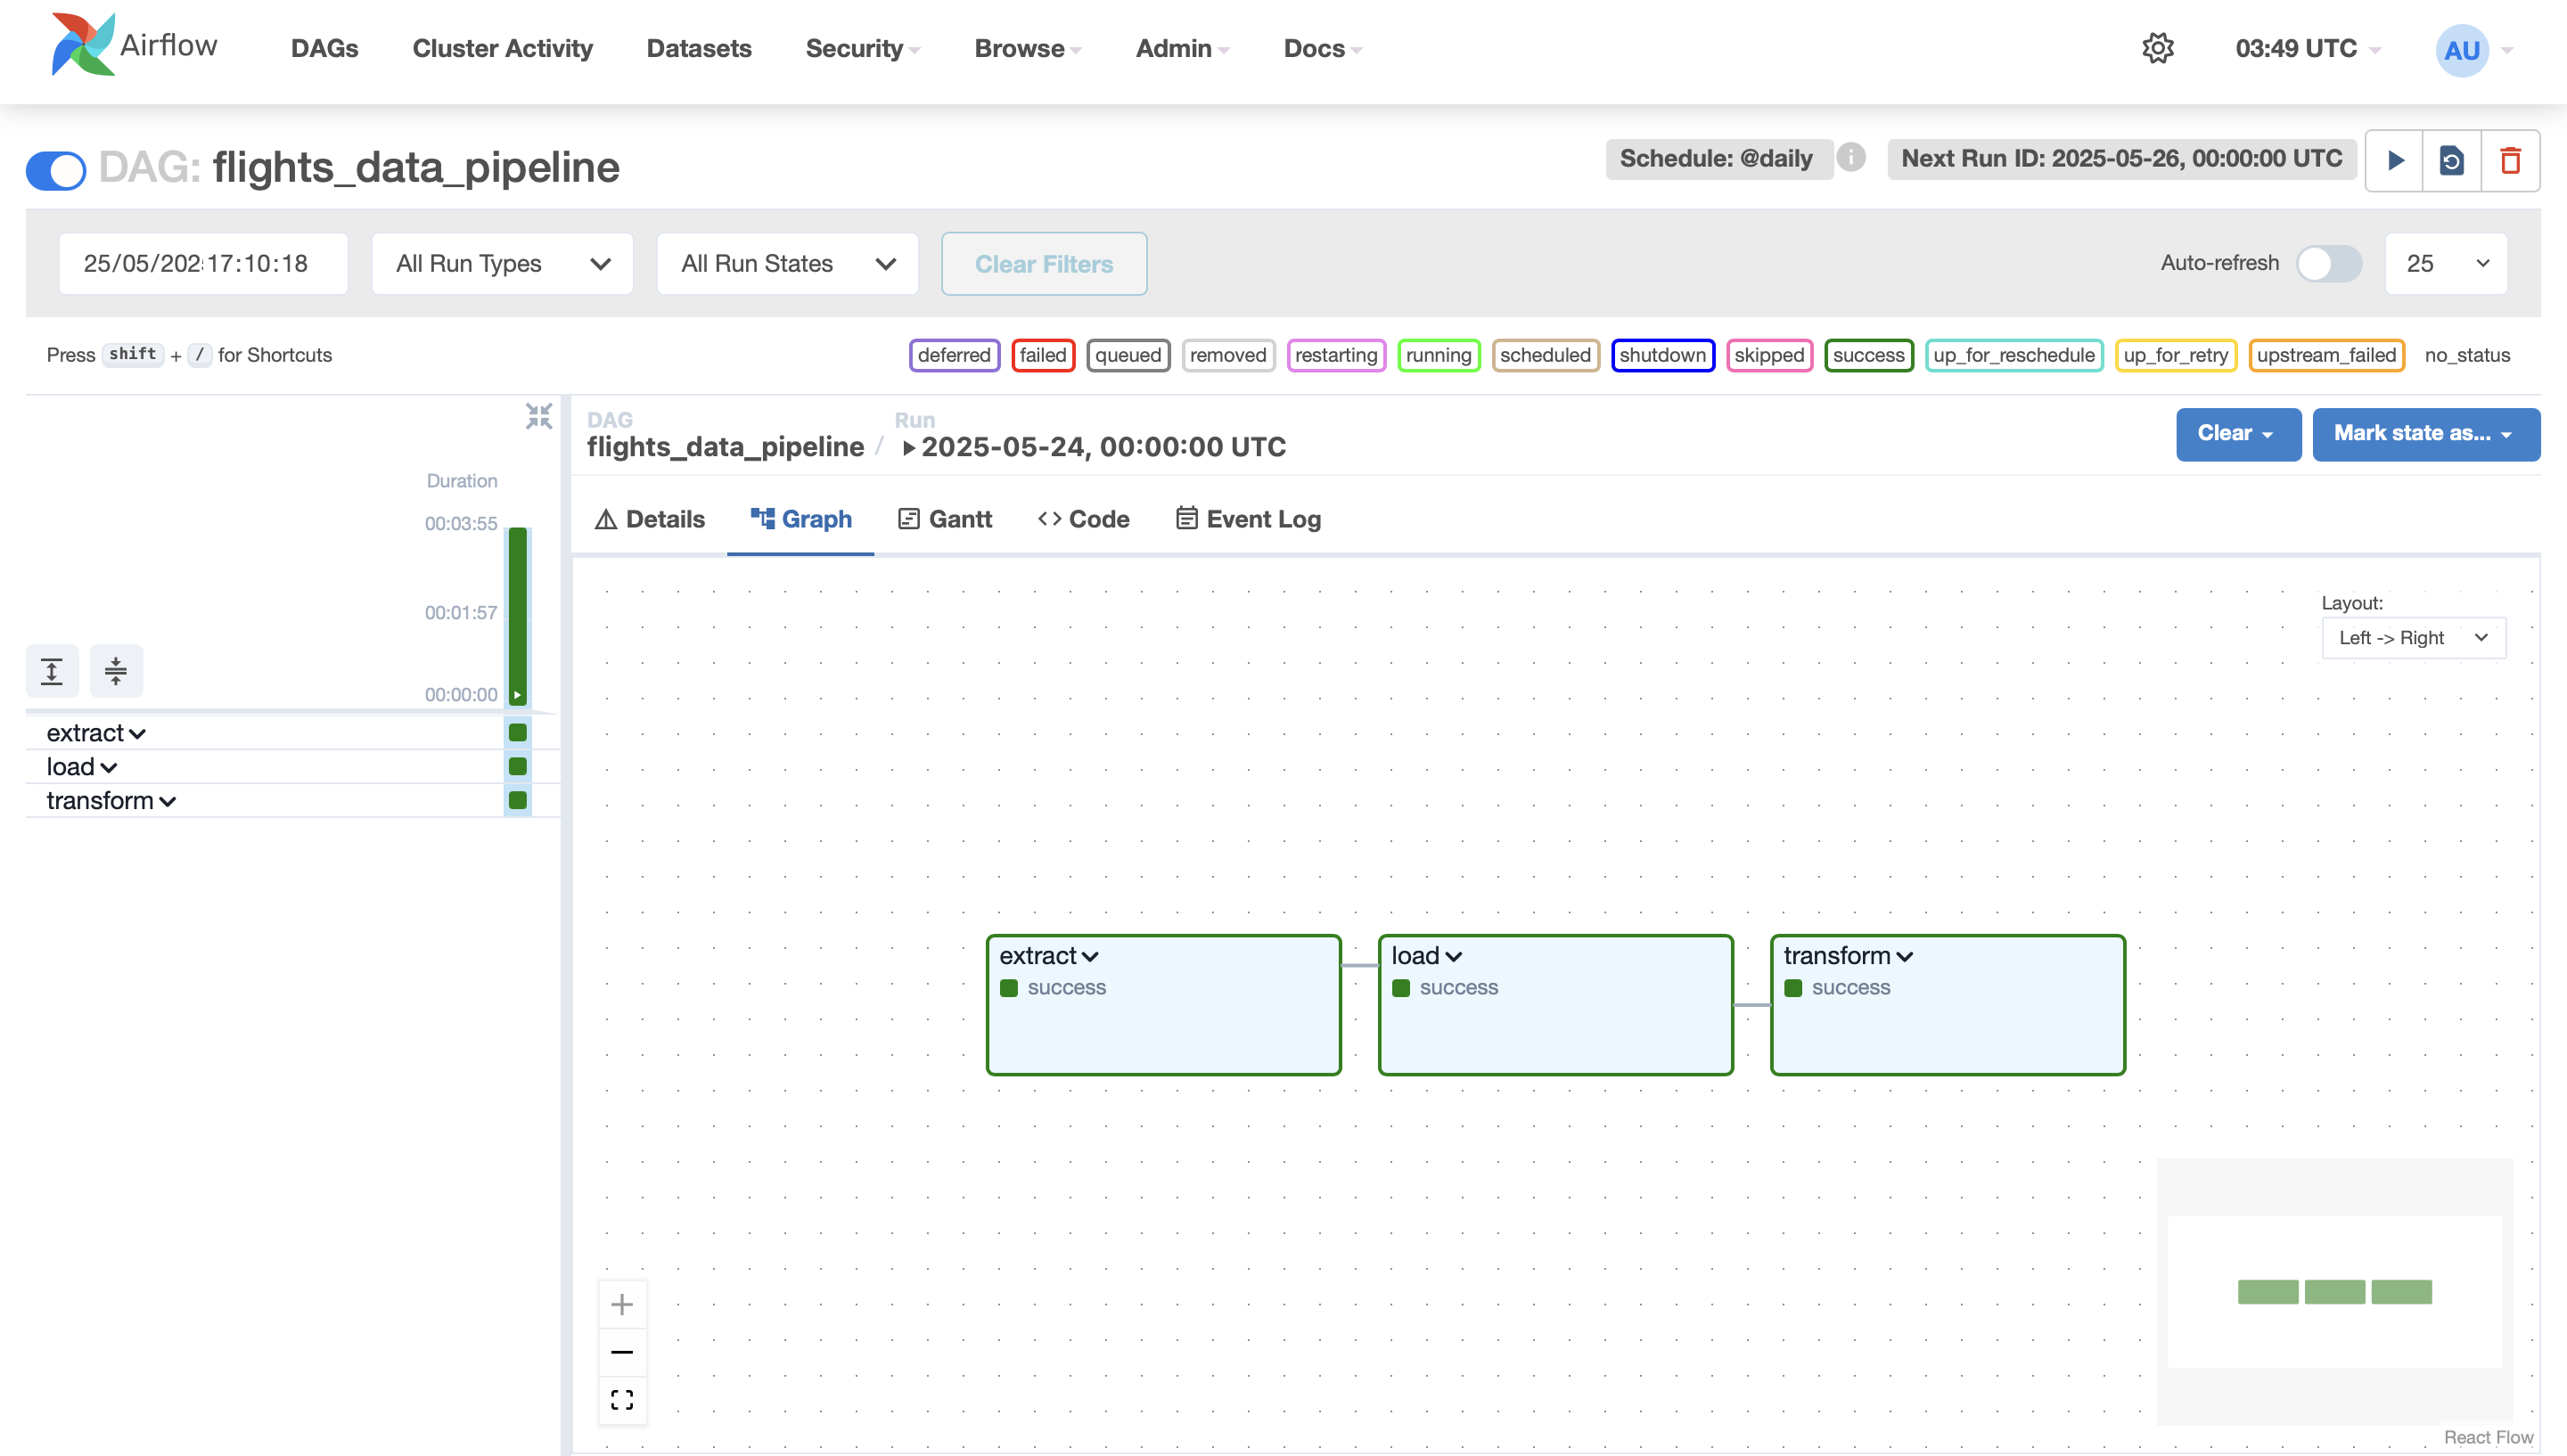 Airflow DAGs Cluster Activity Datasets Security Browse Admin Docs 03:49 UTC AU
DAG: flights_data_pipeline Schedule: @daily i Next Run ID: 2025-05-26, 00:00:00 UTC
25/05/202 17:10:18 All Run Types All Run States Clear Filters Auto-refresh 25
Press shift + / for Shortcuts deferred failed queued removed restarting running scheduled shutdown skipped success up_for_reschedule up_for_retry upstream_failed no_status
DAG Run
flights_data_pipeline / 2025-05-24, 00:00:00 UTC Clear Mark state as...
Details Graph Gantt Code Event Log
Duration
00:03:55
00:01:57
00:00:00
extract
load
transform
Layout:
Left -> Right
extract
success
load
success
transform
success
React Flow